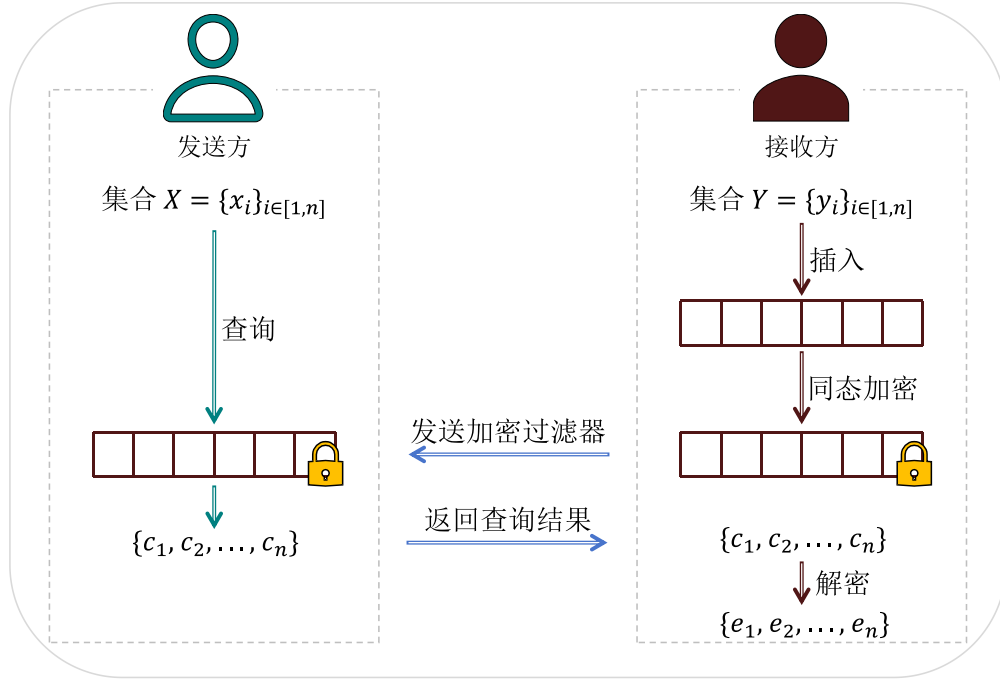 发送方
集合 X = {x_i}_{i∈[1,n]}
查询
{c_1, c_2, ..., c_n}
发送加密过滤器
返回查询结果
接收方
集合 Y = {y_i}_{i∈[1,n]}
插入
同态加密
{c_1, c_2, ..., c_n}
解密
{e_1, e_2, ..., e_n}